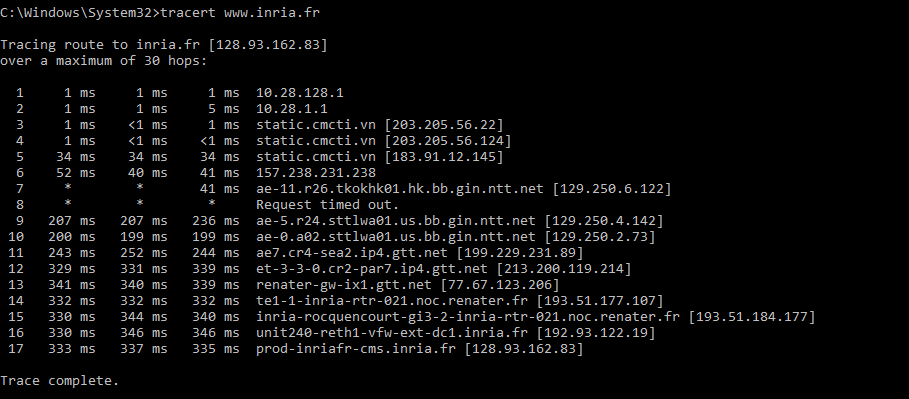 C:\Windows\System32>tracert www.inria.fr
Tracing route to inria.fr [128.93.162.83]
over a maximum of 30 hops:
1 1 ms 1 ms 1 ms 10.28.128.1
2 1 ms 1 ms 5 ms 10.28.1.1
3 1 ms <1 ms 1 ms static.cmcti.vn [203.205.56.22]
4 1 ms <1 ms <1 ms static.cmcti.vn [203.205.56.124]
5 34 ms 34 ms 34 ms static.cmcti.vn [183.91.12.145]
6 52 ms 40 ms 41 ms 157.238.231.238
7 * * 41 ms ae-11.r26.tkokhk01.hk.bb.gin.ntt.net [129.250.6.122]
8 * * * Request timed out.
9 207 ms 207 ms 236 ms ae-5.r24.sttlwa01.us.bb.gin.ntt.net [129.250.4.142]
10 200 ms 199 ms 199 ms ae-0.a02.sttlwa01.us.bb.gin.ntt.net [129.250.2.73]
11 243 ms 252 ms 244 ms ae7.cr4-sea2.ip4.gtt.net [199.229.231.89]
12 329 ms 331 ms 339 ms et-3-3-0.cr2-par7.ip4.gtt.net [213.200.119.214]
13 341 ms 340 ms 339 ms renater-gw-ix1.gtt.net [77.67.123.206]
14 332 ms 332 ms 332 ms te1-1-inria-rtr-021.noc.renater.fr [193.51.177.107]
15 330 ms 344 ms 340 ms inria-rocquencourt-gi3-2-inria-rtr-021.noc.renater.fr [193.51.184.177]
16 330 ms 346 ms 346 ms unit240-reth1-vfw-ext-dc1.inria.fr [192.93.122.19]
17 333 ms 337 ms 335 ms prod-inriafr-cms.inria.fr [128.93.162.83]
Trace complete.